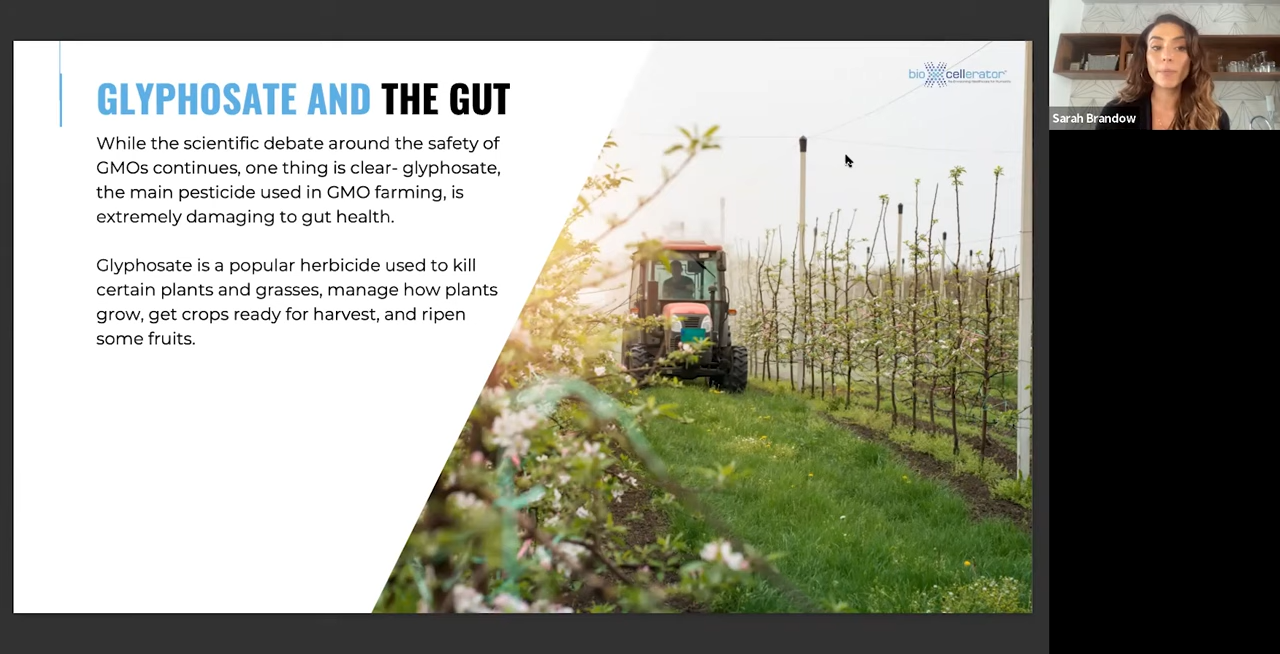 GLYPHOSATE AND THE GUT
While the scientific debate around the safety of
GMOs continues, one thing is clear- glyphosate,
the main pesticide used in GMO farming, is
extremely damaging to gut health.
Glyphosate is a popular herbicide used to kill
certain plants and grasses, manage how plants
grow, get crops ready for harvest, and ripen
some fruits.
bio cellerator
Sarah Brandow